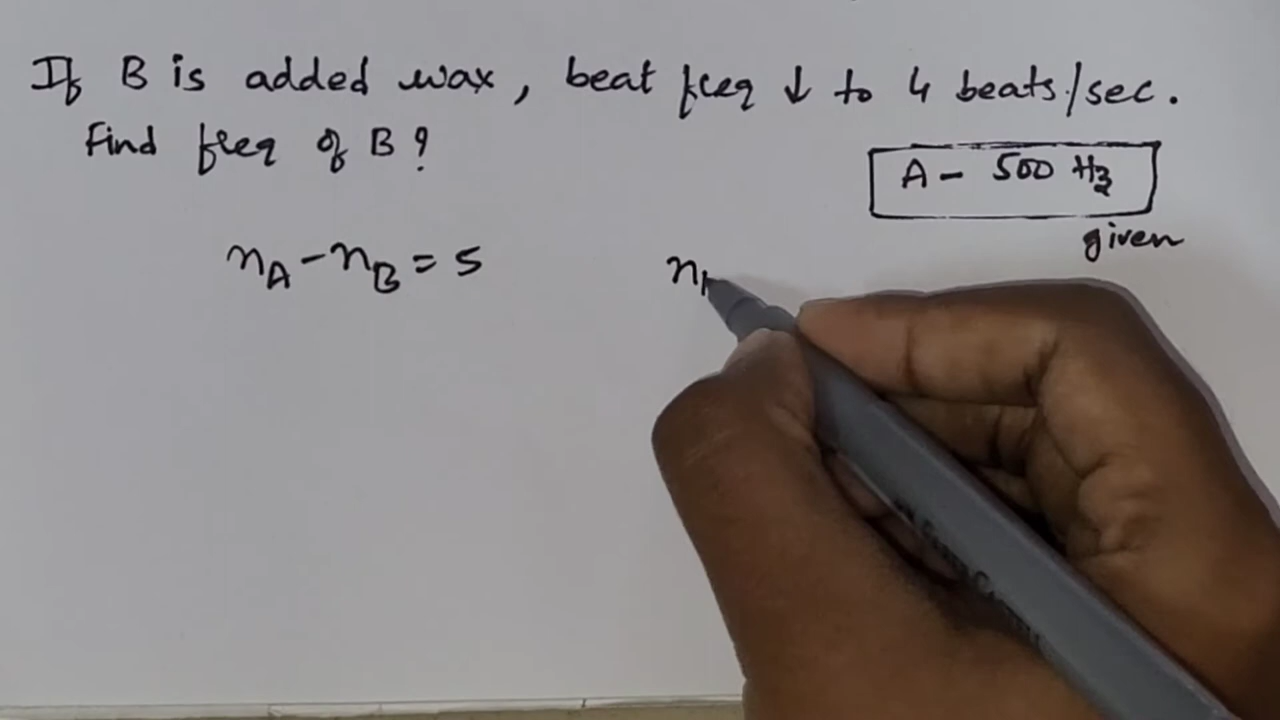 If B is added wax, beat freq ↓ to 4 beats/sec.
Find freq of B?
A - 500 Hz
given
nA - nB = 5
n